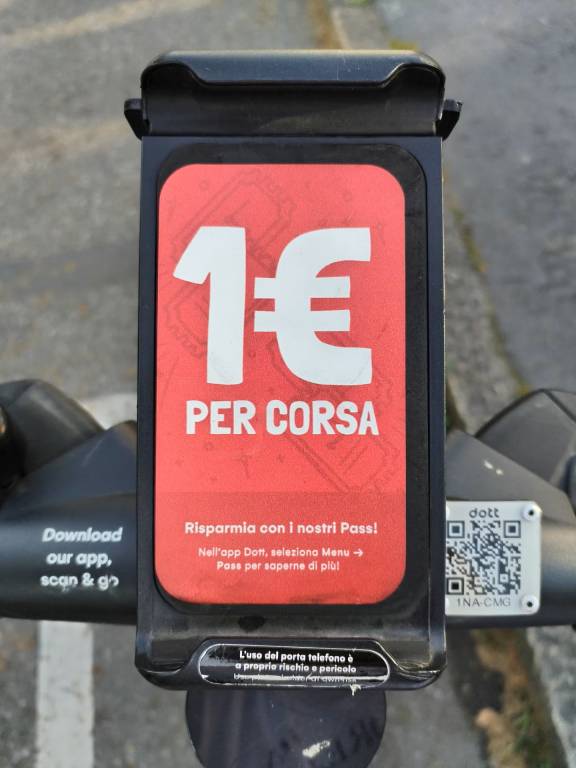 1€
PER CORSA
Risparmia con i nostri Pass!
Nell'app Dott, seleziona Menu →
Pass per saperne di più!
Download
our app,
scan & go
dott
1NA-CMG
L'uso del porta telefono è
a proprio rischio e pericolo